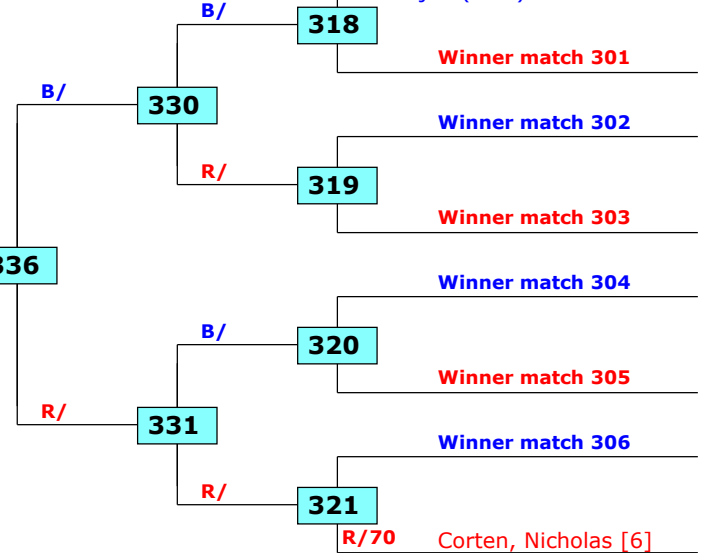 B/
318
Winner match 301
B/
330
Winner match 302
R/
319
Winner match 303
336
Winner match 304
B/
320
Winner match 305
R/
331
Winner match 306
R/
321
R/70 Corten, Nicholas [6]